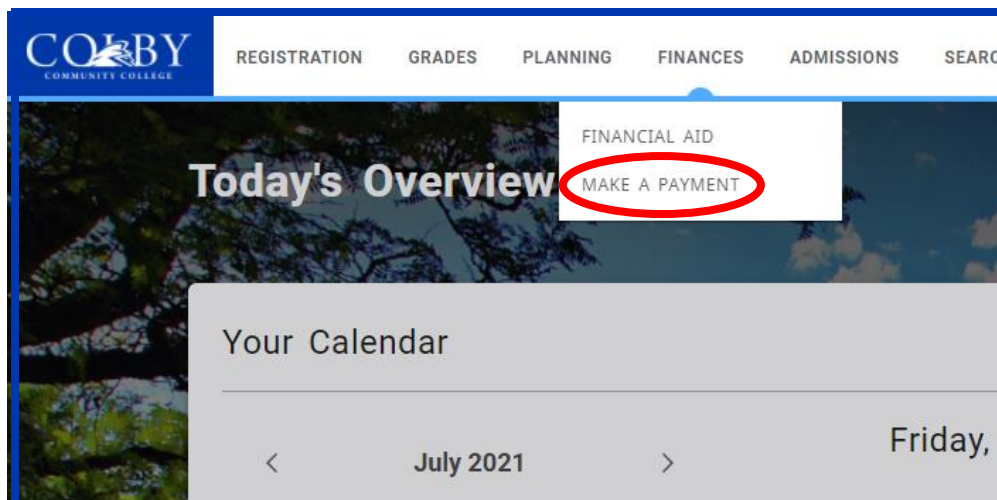 COLBY
COMMUNITY COLLEGE
REGISTRATION GRADES PLANNING FINANCES ADMISSIONS
FINANCIAL AID
MAKE A PAYMENT
Today's Overview
Your Calendar
Friday,
< July 2021 >